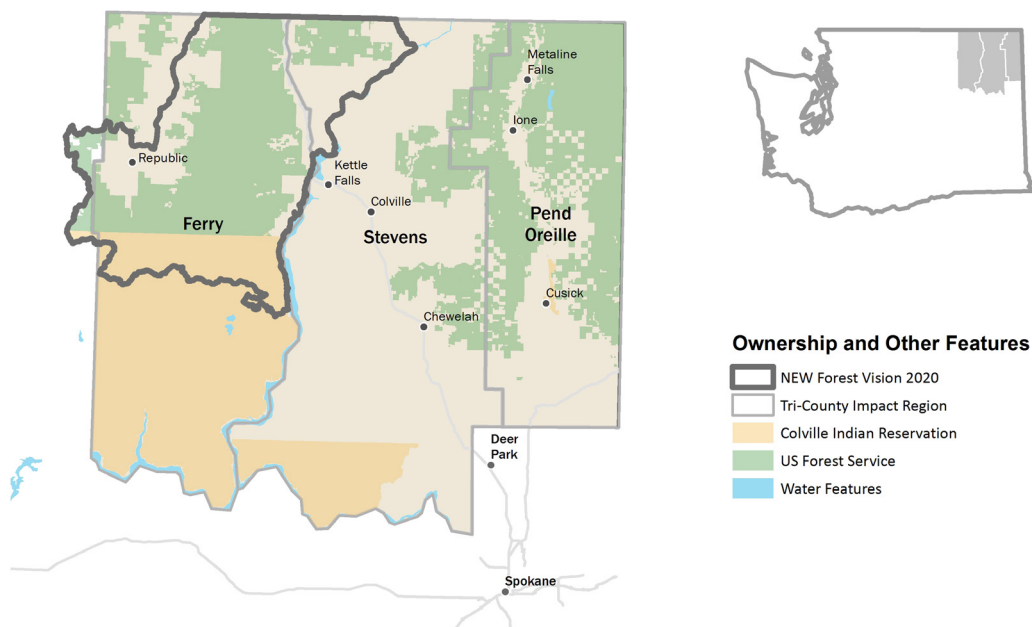 Metaline
Falls
Ione
Republic
Kettle
Falls
Colville
Ferry
Stevens
Pend
Oreille
Cusick
Chewelah
Deer
Park
Spokane
Ownership and Other Features
NEW Forest Vision 2020
Tri-County Impact Region
Colville Indian Reservation
US Forest Service
Water Features